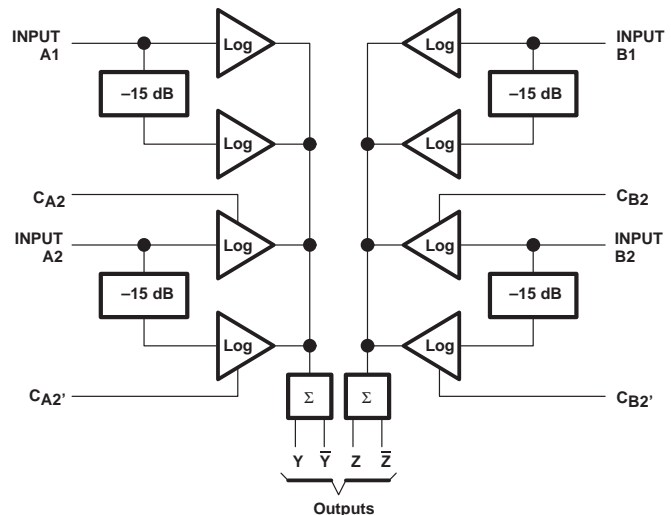 INPUT
A1
Log
Log
INPUT
B1
–15 dB
–15 dB
Log
Log
CA2
CB2
INPUT
A2
Log
Log
INPUT
B2
–15 dB
–15 dB
Log
Log
CA2'
Σ
Σ
CB2'
Y Y̅ Z Z̅
Outputs